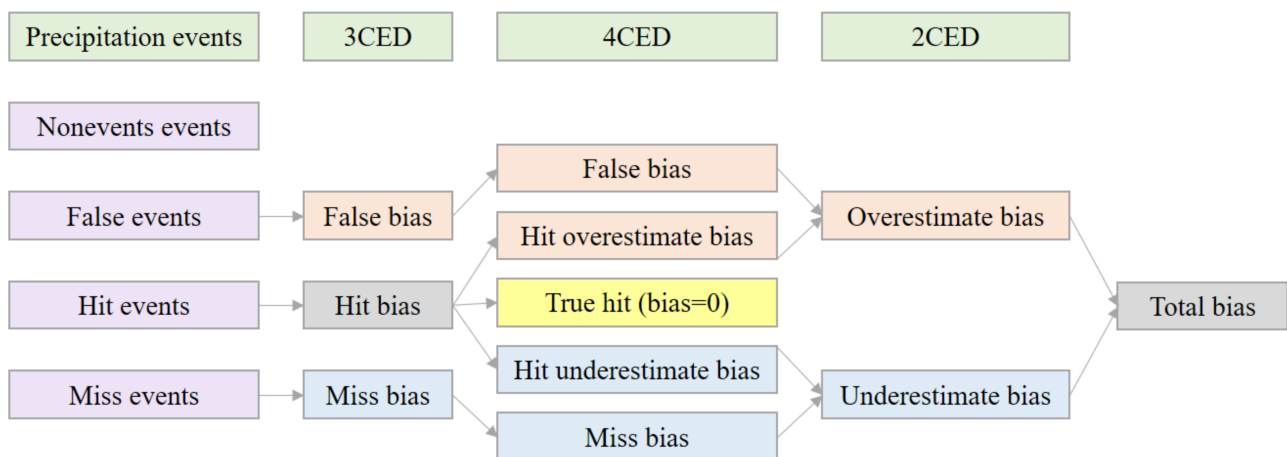 Precipitation events
3CED
4CED
2CED
Nonevents events
False events
False bias
False bias
Hit overestimate bias
Overestimate bias
Hit events
Hit bias
True hit (bias=0)
Total bias
Hit underestimate bias
Miss events
Miss bias
Underestimate bias
Miss bias